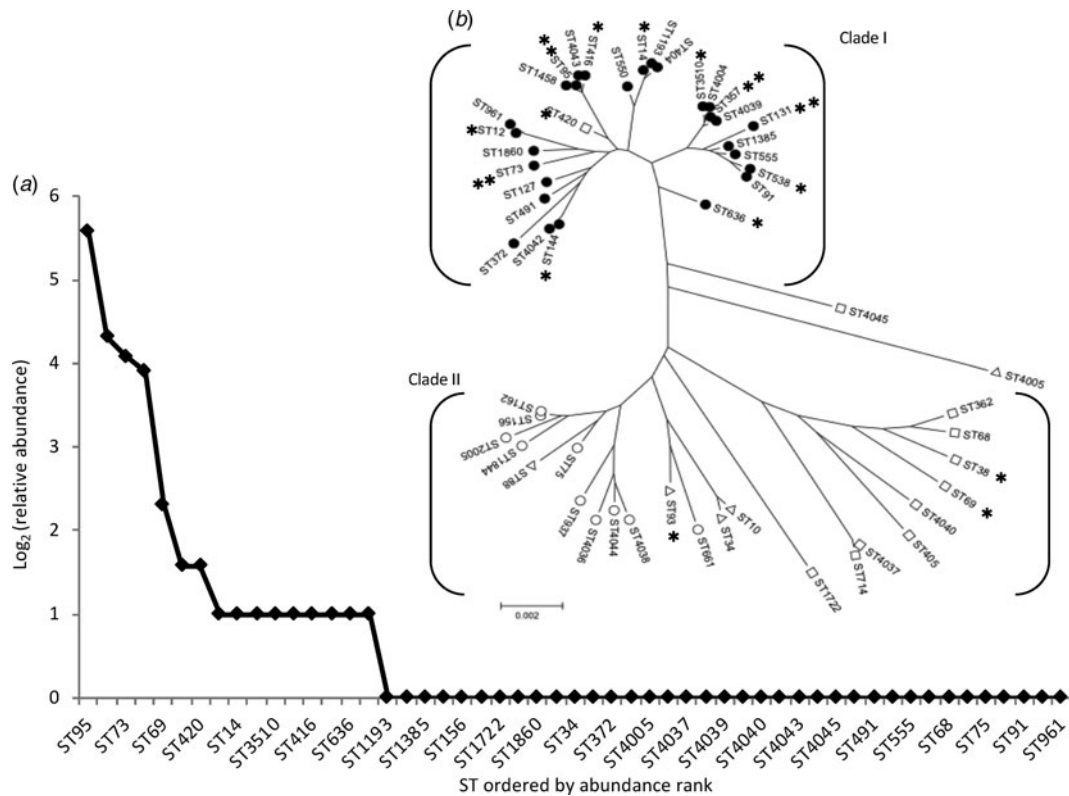 (b)
Clade I
ST1458
ST95
ST4043
ST416
ST550
ST14
ST1193
ST404
ST3510
ST4004
ST357
ST4039
ST131
ST1385
ST555
ST538
ST91
ST636
ST961
ST12
ST420
ST1860
ST73
ST127
ST491
ST372
ST4042
ST144
ST4045
ST4005
Clade II
ST162
ST156
ST2005
ST1844
ST88
ST75
ST937
ST4036
ST4044
ST4038
ST93
ST661
ST34
ST10
ST1722
ST714
ST4037
ST405
ST4040
ST69
ST38
ST68
ST362
0.002
(a)
Log2 (relative abundance)
6
5
4
3
2
1
0
ST95
ST73
ST69
ST420
ST14
ST3510
ST416
ST636
ST1193
ST1385
ST156
ST1722
ST1860
ST34
ST372
ST4005
ST4037
ST4039
ST4040
ST4043
ST4045
ST491
ST555
ST68
ST75
ST91
ST961
ST ordered by abundance rank